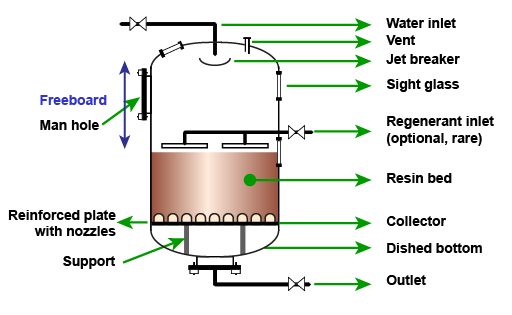 Water inlet
Vent
Jet breaker
Sight glass
Freeboard
Man hole
Regenerant inlet
(optional, rare)
Resin bed
Reinforced plate
with nozzles
Collector
Dished bottom
Support
Outlet